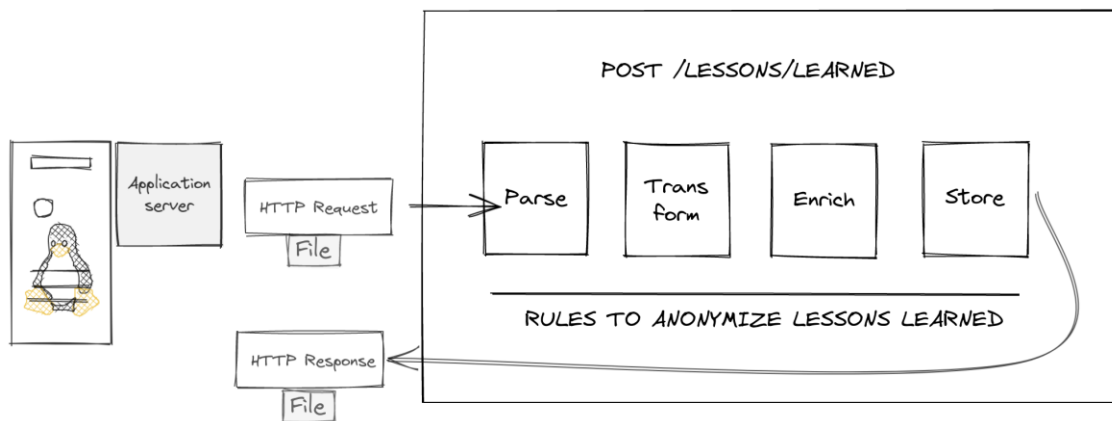 POST /LESSONS/LEARNED
Application
server
HTTP Request
File
Parse
Trans
form
Enrich
Store
RULES TO ANONYMIZE LESSONS LEARNED
HTTP Response
File